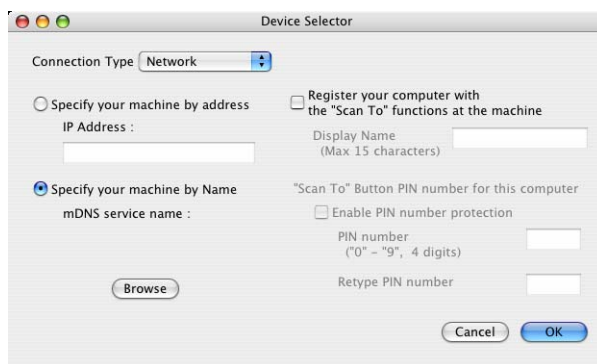 Device Selector
Connection Type Network
Specify your machine by address
IP Address :
Specify your machine by Name
mDNS service name :
Browse
Register your computer with
the "Scan To" functions at the machine
Display Name
(Max 15 characters)
"Scan To" Button PIN number for this computer
Enable PIN number protection
PIN number
("0" – "9", 4 digits)
Retype PIN number
Cancel OK